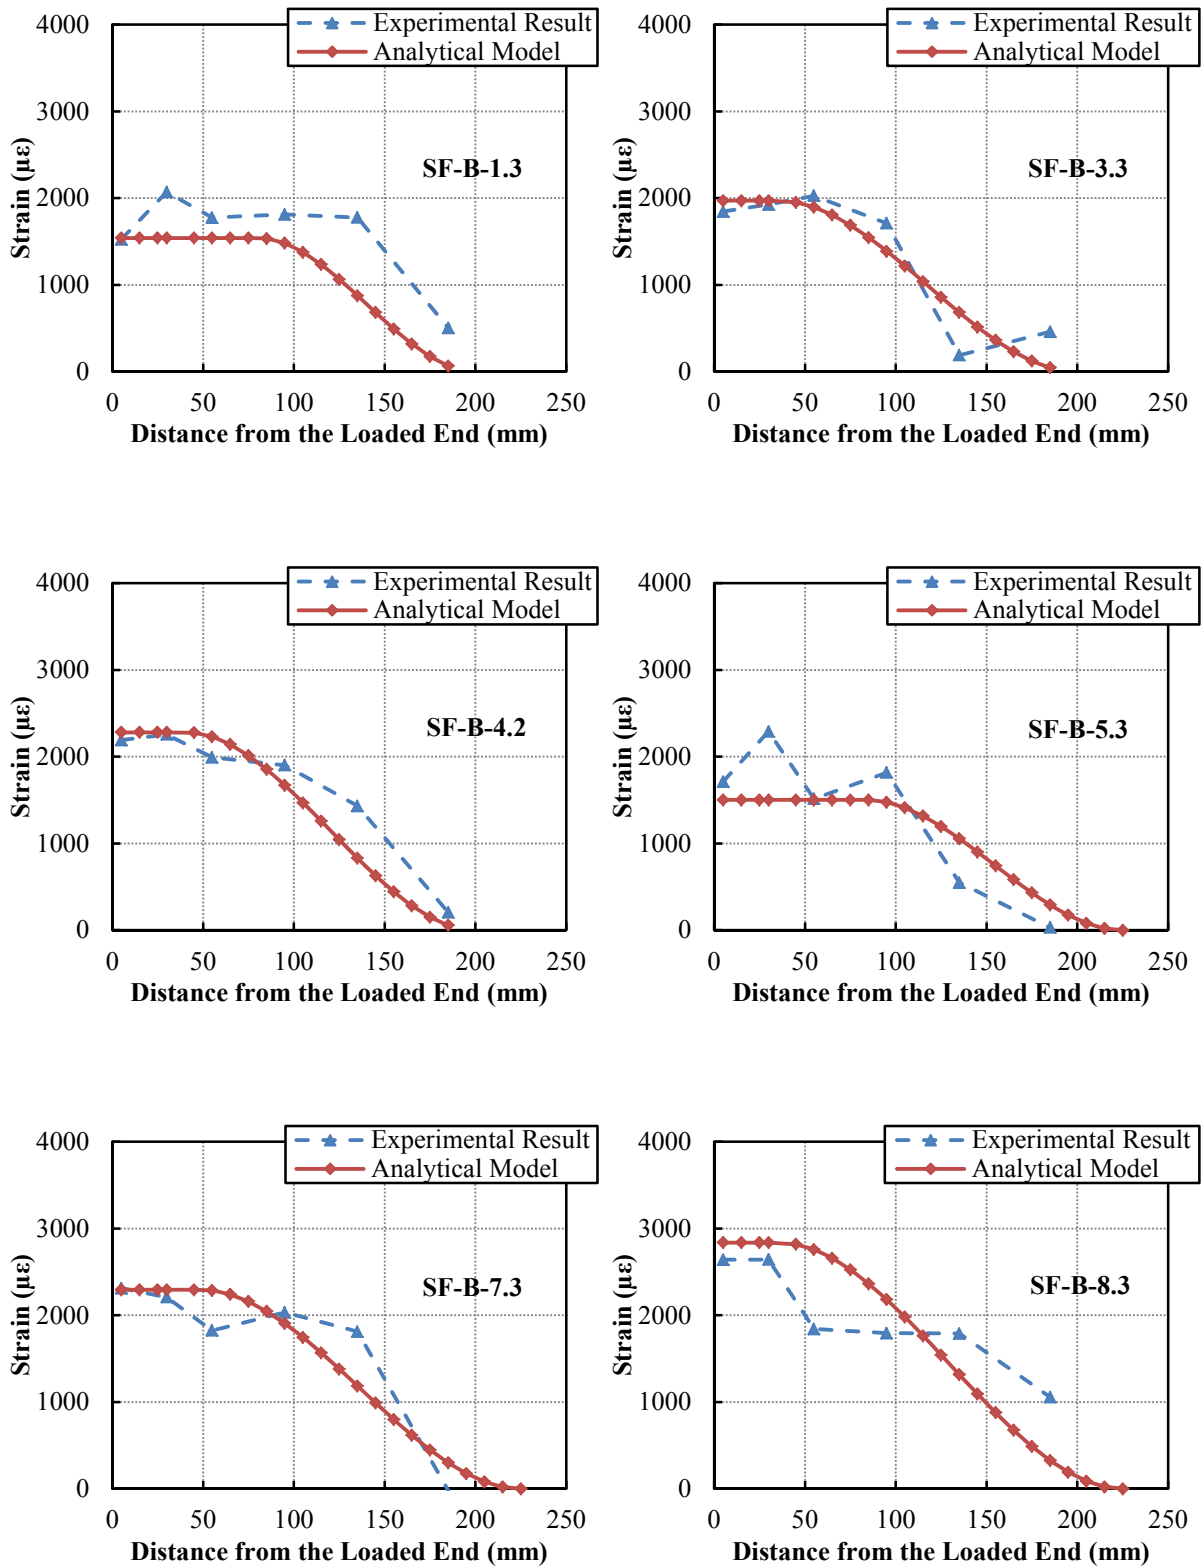 4000
3000
2000
1000
0
0 50 100 150 200 250
Strain (με)
Distance from the Loaded End (mm)
Experimental Result
Analytical Model
SF-B-1.3
4000
3000
2000
1000
0
0 50 100 150 200 250
Strain (με)
Distance from the Loaded End (mm)
Experimental Result
Analytical Model
SF-B-3.3
4000
3000
2000
1000
0
0 50 100 150 200 250
Strain (με)
Distance from the Loaded End (mm)
Experimental Result
Analytical Model
SF-B-4.2
4000
3000
2000
1000
0
0 50 100 150 200 250
Strain (με)
Distance from the Loaded End (mm)
Experimental Result
Analytical Model
SF-B-5.3
4000
3000
2000
1000
0
0 50 100 150 200 250
Strain (με)
Distance from the Loaded End (mm)
Experimental Result
Analytical Model
SF-B-7.3
4000
3000
2000
1000
0
0 50 100 150 200 250
Strain (με)
Distance from the Loaded End (mm)
Experimental Result
Analytical Model
SF-B-8.3